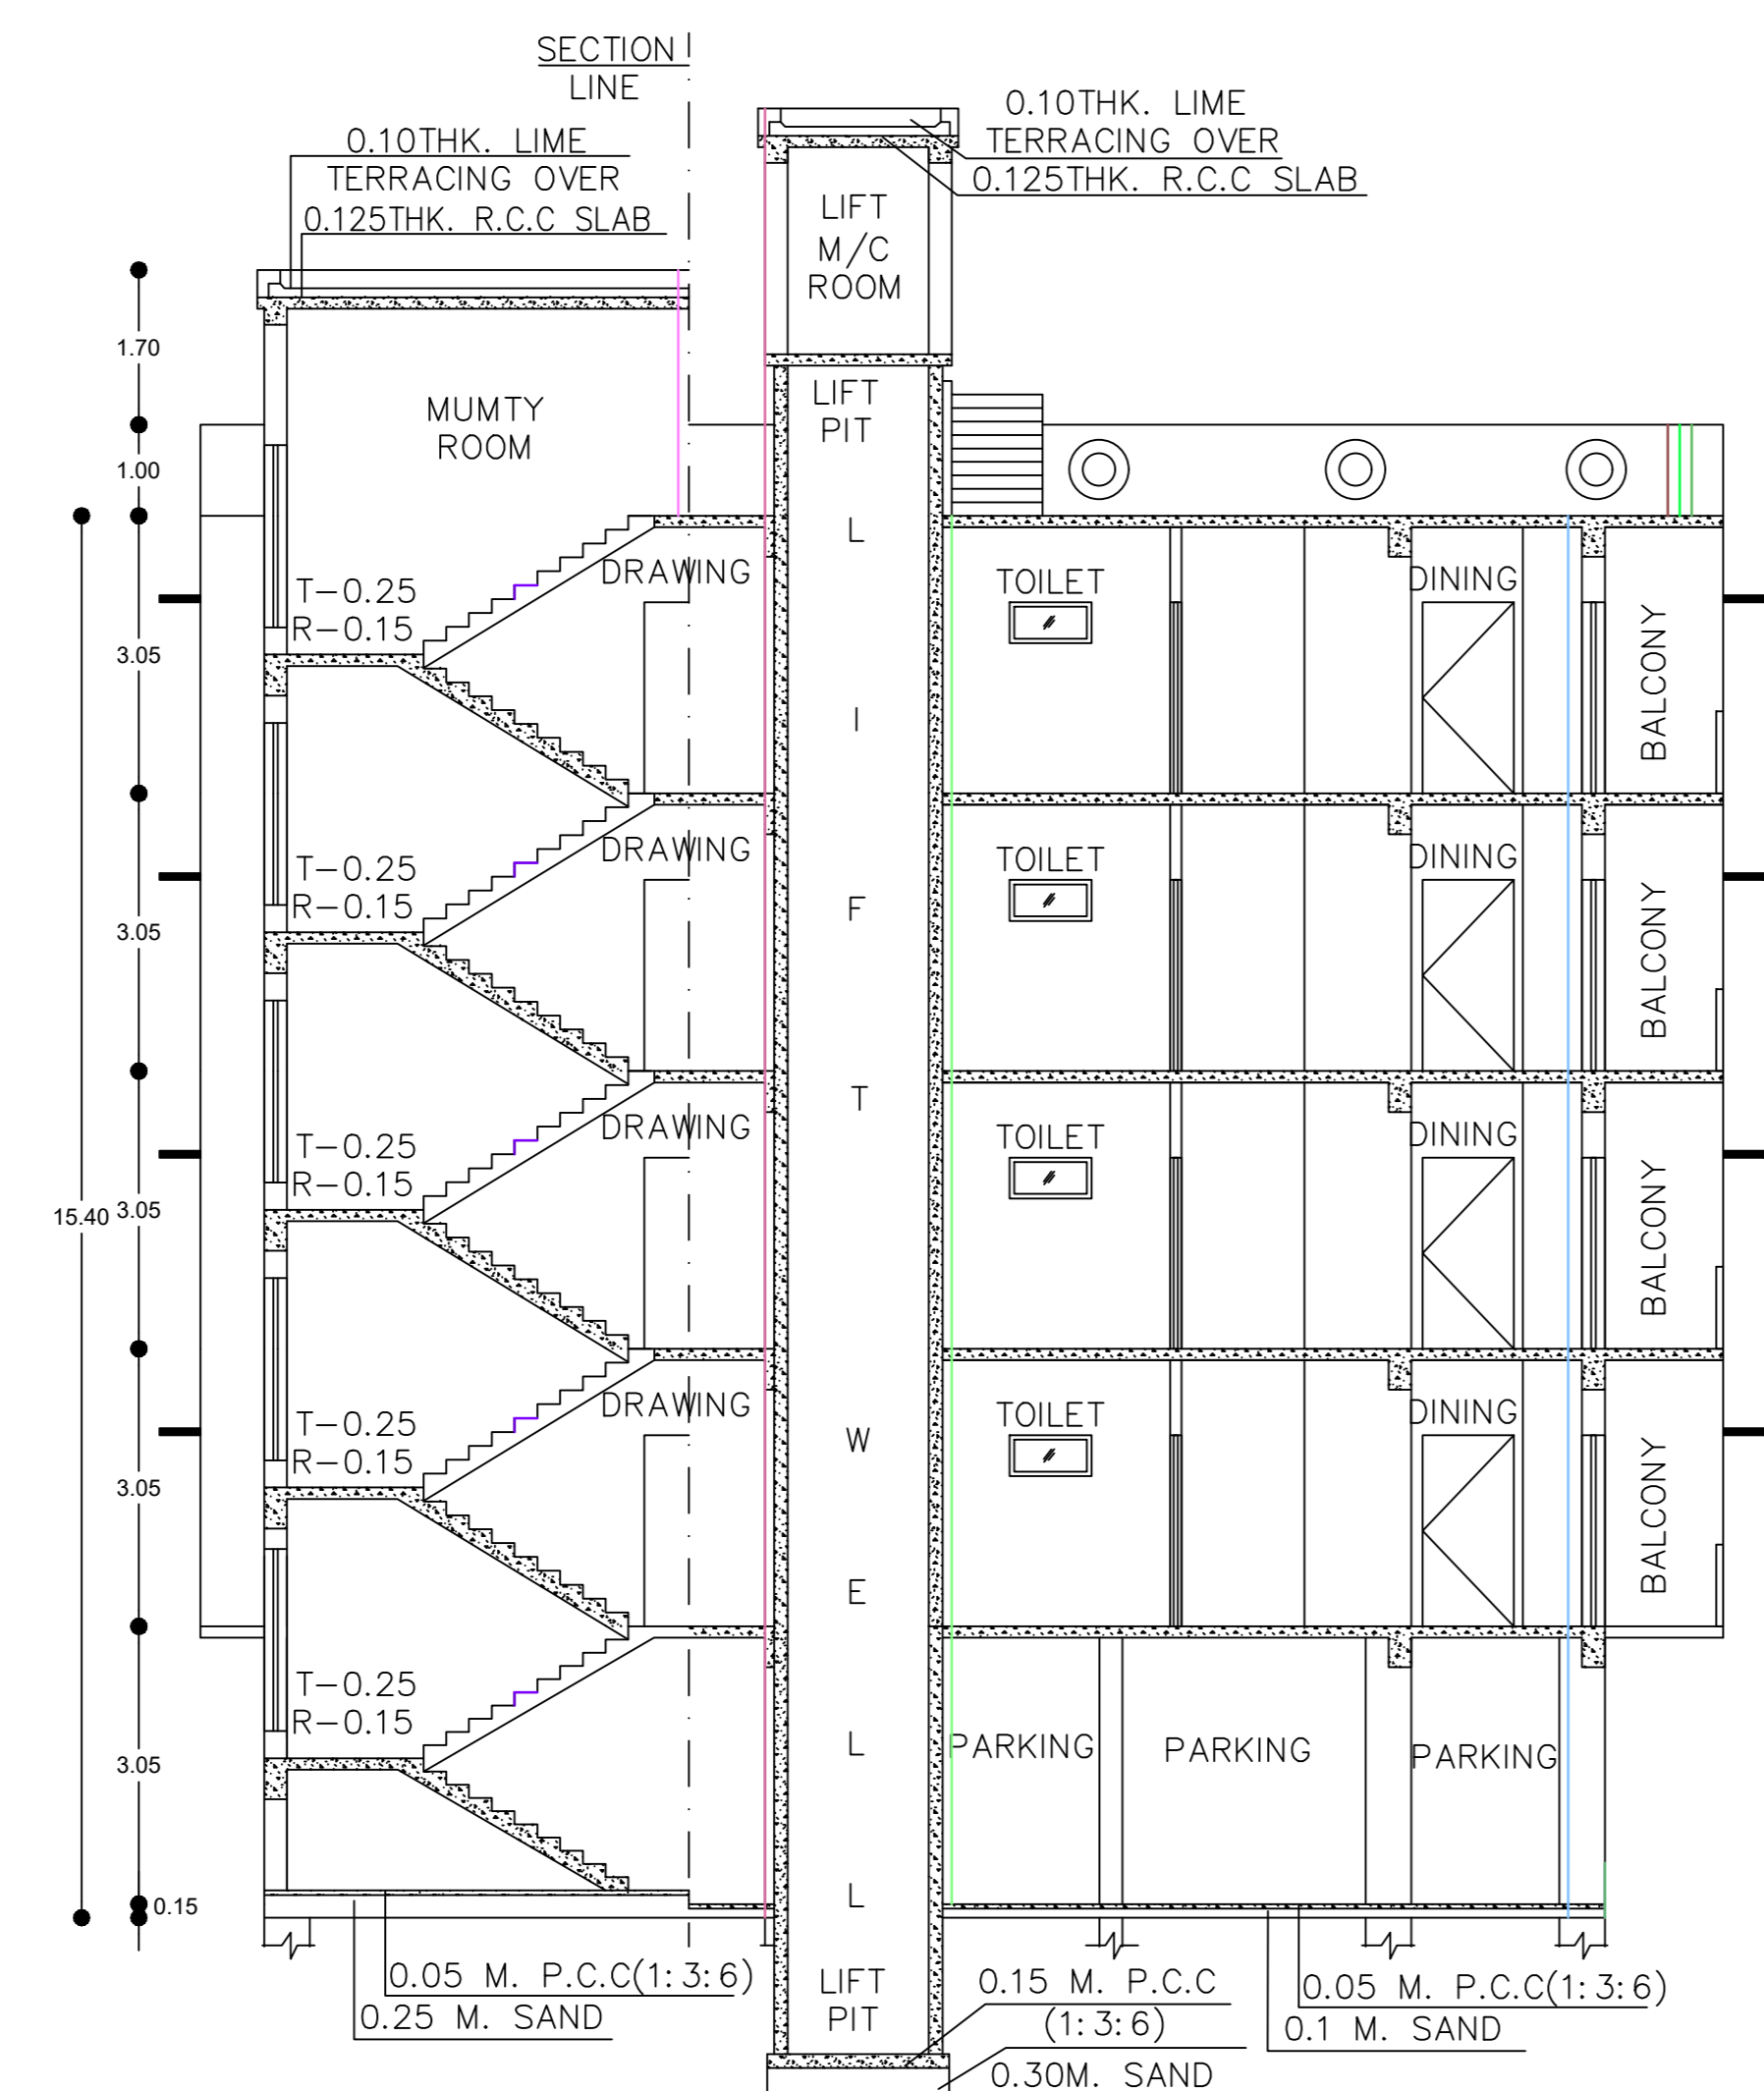 SECTION
LINE
0.10THK. LIME
TERRACING OVER
0.125THK. R.C.C SLAB
0.10THK. LIME
TERRACING OVER
0.125THK. R.C.C SLAB
LIFT
M/C
ROOM
1.70
MUMTY
ROOM
LIFT
PIT
1.00
L
I
F
T
W
E
L
L
DRAWING
TOILET
DINING
BALCONY
T-0.25
R-0.15
3.05
DRAWING
TOILET
DINING
BALCONY
T-0.25
R-0.15
3.05
DRAWING
TOILET
DINING
BALCONY
T-0.25
R-0.15
15.40
3.05
DRAWING
TOILET
DINING
BALCONY
T-0.25
R-0.15
3.05
T-0.25
R-0.15
PARKING
PARKING
PARKING
3.05
0.15
0.05 M. P.C.C(1:3:6)
0.25 M. SAND
LIFT
PIT
0.15 M. P.C.C
(1:3:6)
0.30M. SAND
0.05 M. P.C.C(1:3:6)
0.1 M. SAND